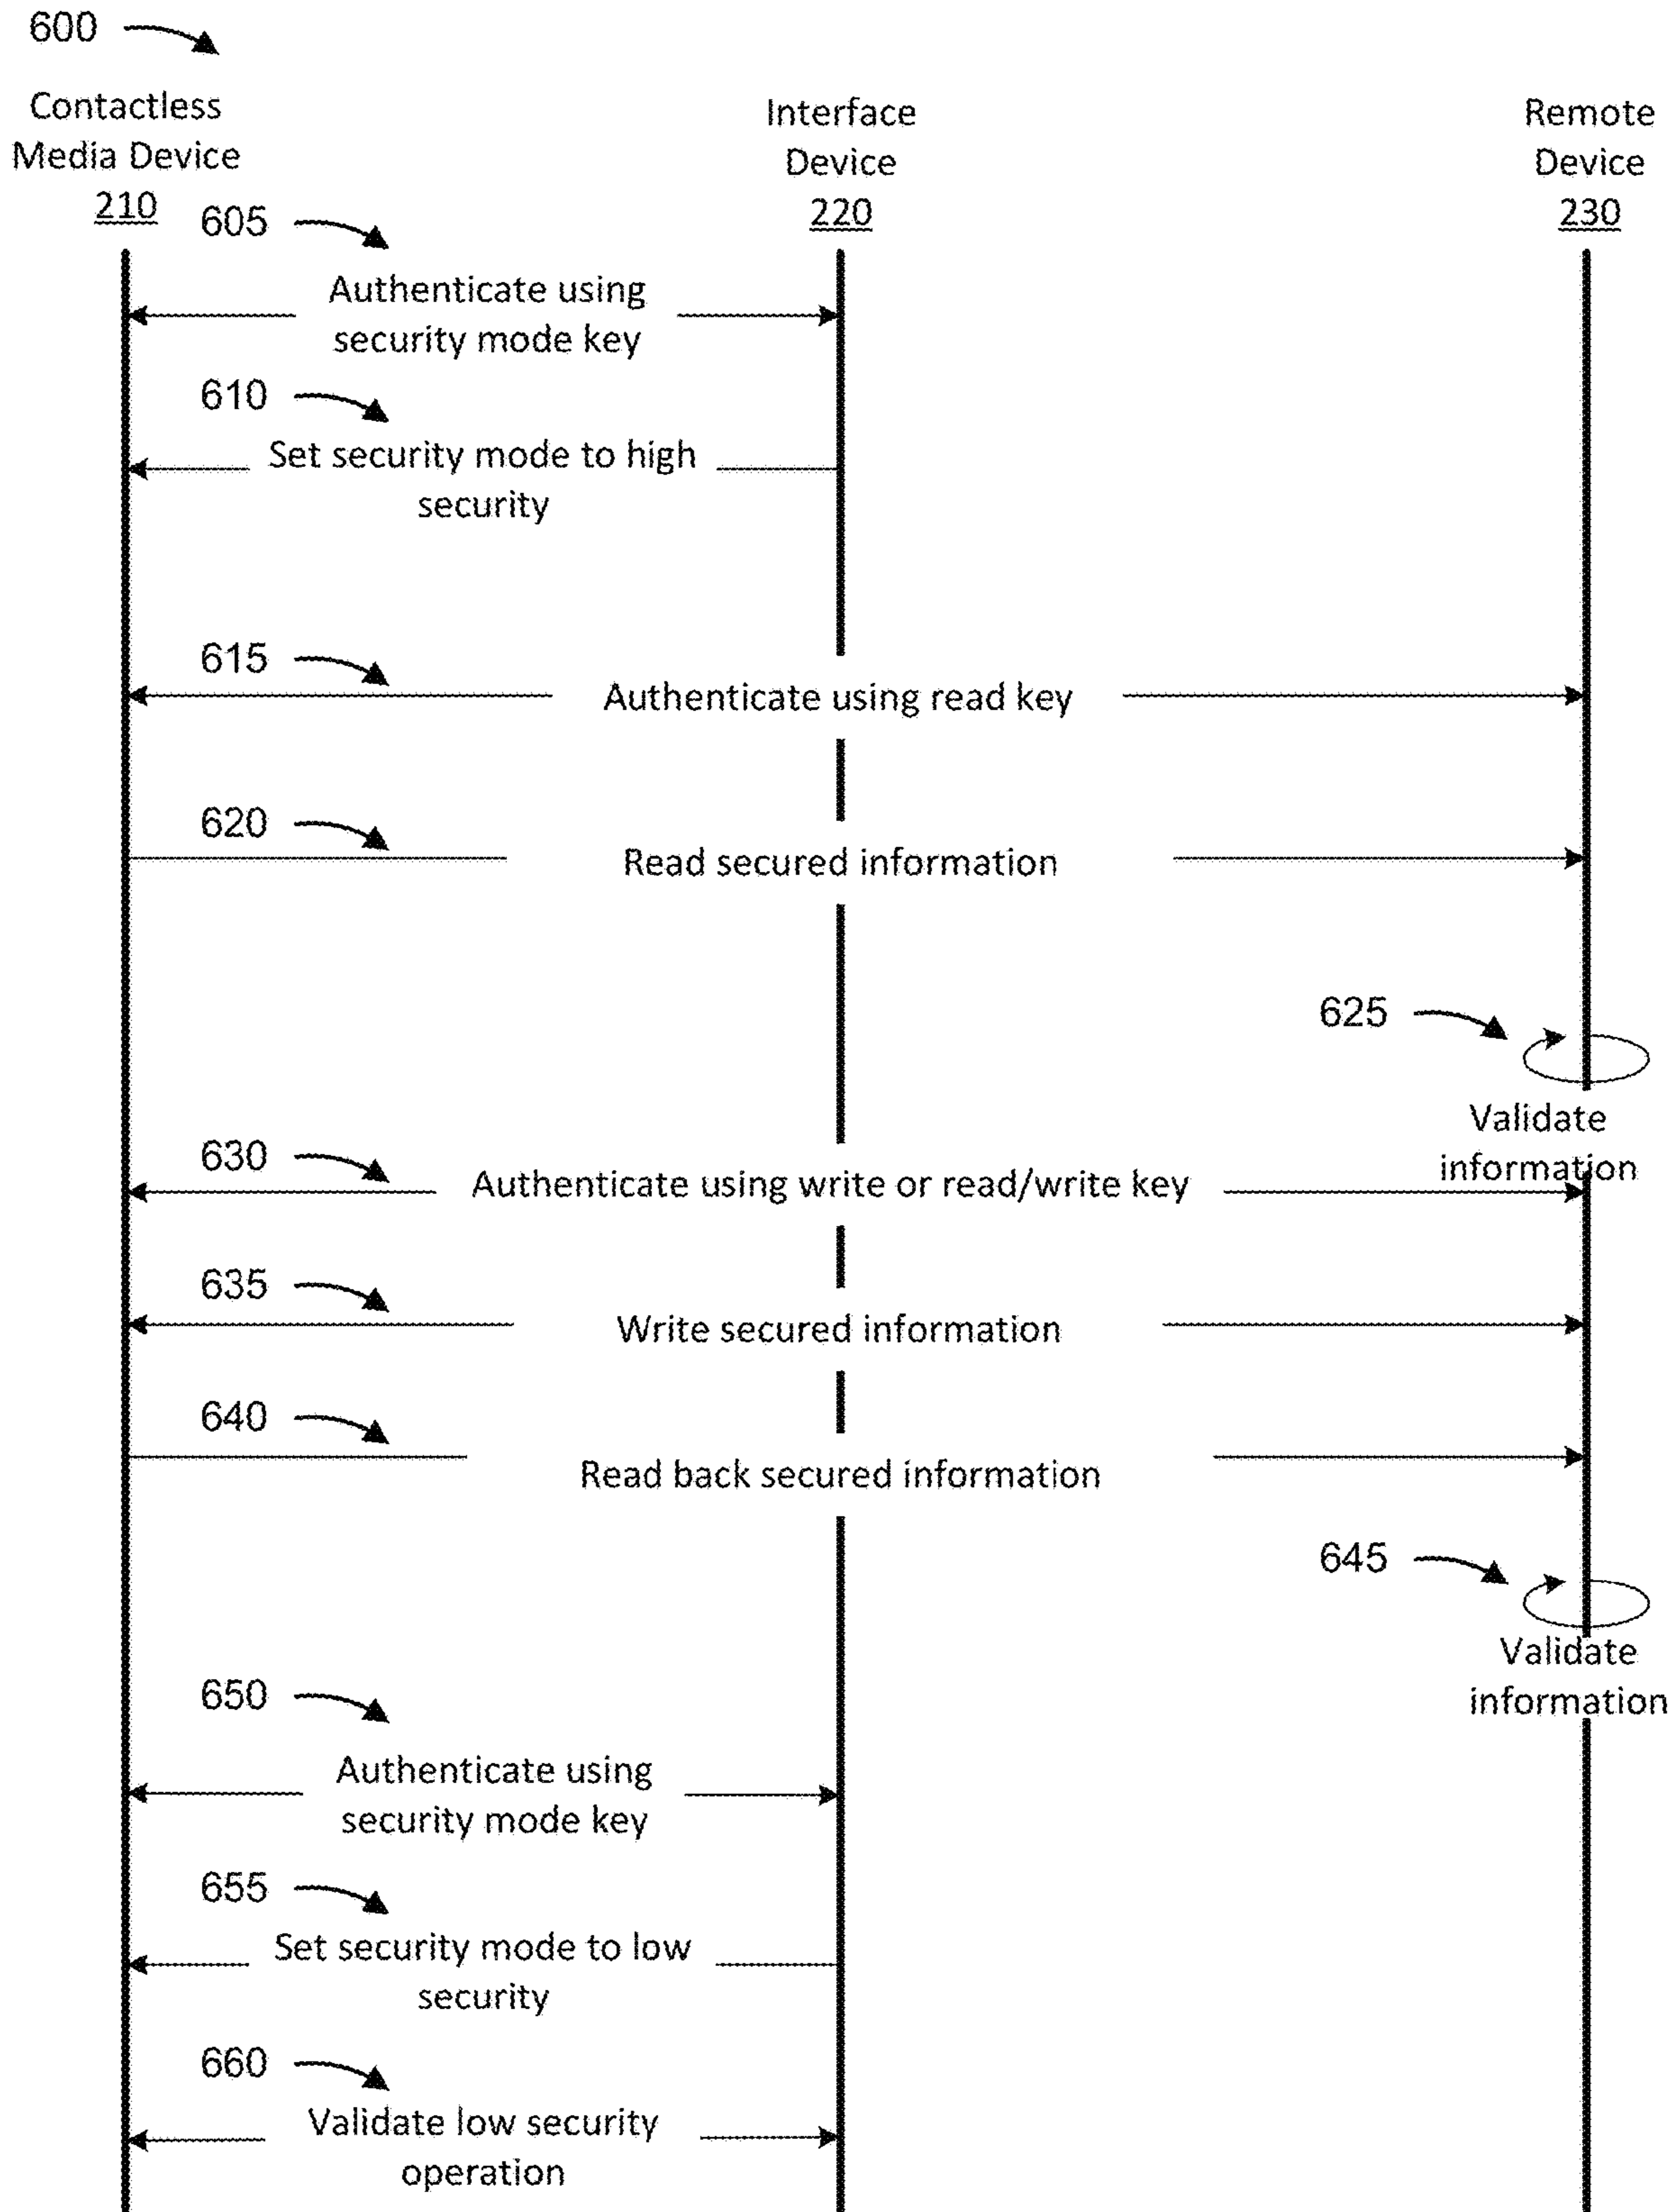 600
Contactless
Media Device
210
Interface
Device
220
Remote
Device
230
605
Authenticate using
security mode key
610
Set security mode to high
security
615
Authenticate using read key
620
Read secured information
625
Validate
information
630
Authenticate using write or read/write key
635
Write secured information
640
Read back secured information
645
Validate
information
650
Authenticate using
security mode key
655
Set security mode to low
security
660
Validate low security
operation